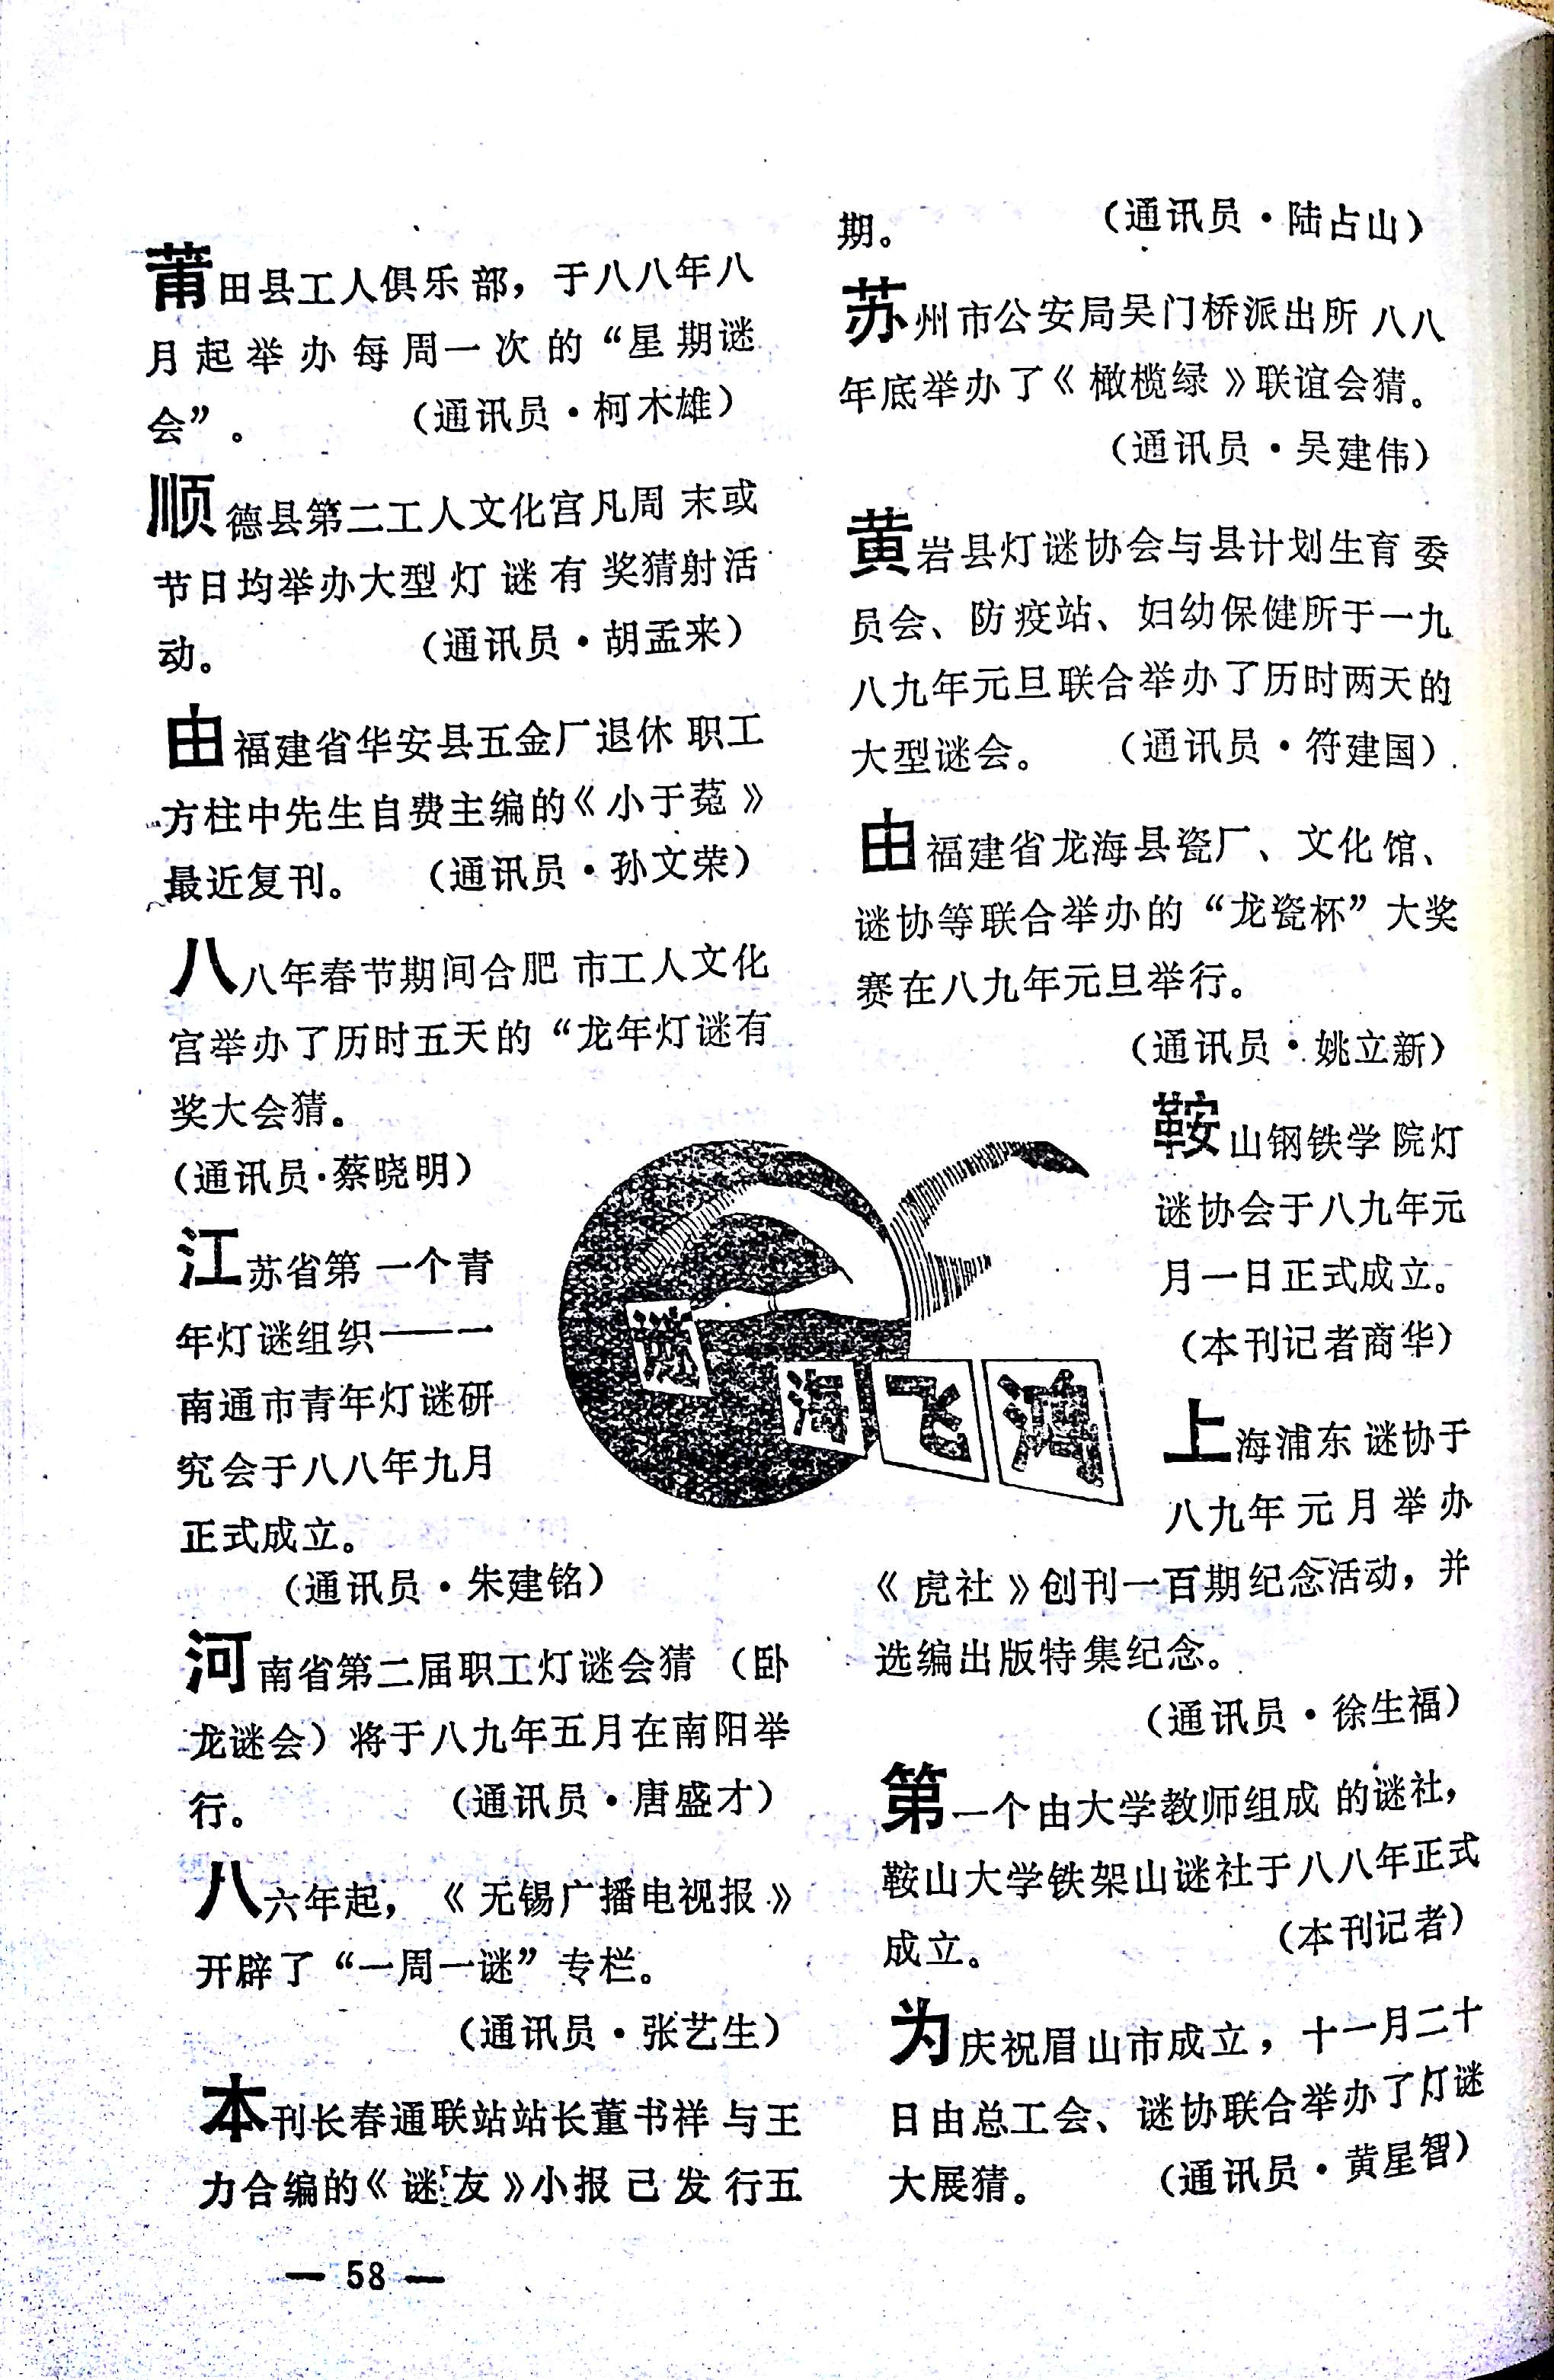 莆田县工人俱乐部，于八八年八
月起举办每周一次的“星期谜
会”。（通讯员·柯木雄）
顺德县第二工人文化宫凡周末或
节日均举办大型灯谜有奖猜射活
动。（通讯员·胡孟来）
由福建省华安县五金厂退休职工
方柱中先生自费主编的《小于菟》
最近复刊。（通讯员·孙文荣）
八八年春节期间合肥市工人文化
宫举办了历时五天的“龙年灯谜有
奖大会猜。
（通讯员·蔡晓明）
江苏省第一个青
年灯谜组织——一
南通市青年灯谜研
究会于八八年九月
正式成立。
（通讯员·朱建铭）
河南省第二届职工灯谜会猜（卧
龙谜会）将于八九年五月在南阳举
行。（通讯员·唐盛才）
八六年起，《无锡广播电视报》
开辟了“一周一谜”专栏。
（通讯员·张艺生）
本刊长春通联站站长董书祥与王
力合编的《谜友》小报己发行五
期。（通讯员·陆占山）
苏州市公安局吴门桥派出所八八
年底举办了《橄榄绿》联谊会猜。
（通讯员·吴建伟）
黄岩县灯谜协会与县计划生育委
员会、防疫站、妇幼保健所于一九
八九年元旦联合举办了历时两天的
大型谜会。（通讯员·符建国）
由福建省龙海县瓷厂、文化馆、
谜协等联合举办的“龙瓷杯”大奖
赛在八九年元旦举行。
（通讯员·姚立新）
谜海飞鸿
鞍山钢铁学院灯
谜协会于八九年元
月一日正式成立。
（本刊记者商华）
上海浦东谜协于
八九年元月举办
《虎社》创刊一百期纪念活动，并
选编出版特集纪念。
（通讯员·徐生福）
第一个由大学教师组成的谜社，
鞍山大学铁架山谜社于八八年正式
成立。（本刊记者）
为庆祝眉山市成立，十一月二十
日由总工会、谜协联合举办了灯谜
大展猜。（通讯员·黄星智）
— 58 —